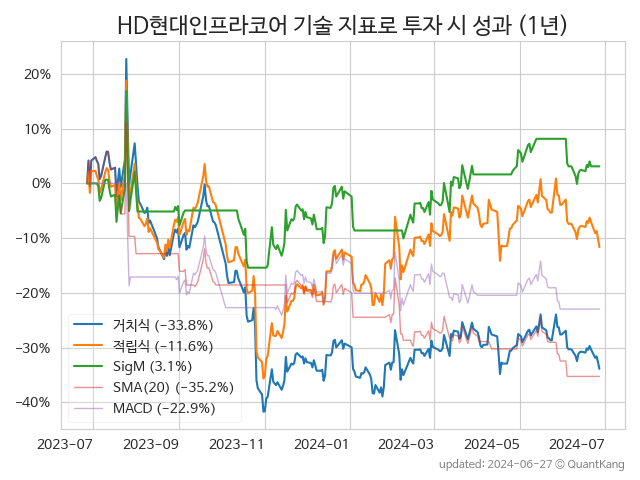 HD현대인프라코어 기술 지표로 투자 시 성과 (1년)
20%
10%
0%
−10%
−20%
−30%
−40%
거치식 (−33.8%)
적립식 (−11.6%)
SigM (3.1%)
SMA(20) (−35.2%)
MACD (−22.9%)
2023-07 2023-09 2023-11 2024-01 2024-03 2024-05 2024-07
updated: 2024-06-27 © QuantKang